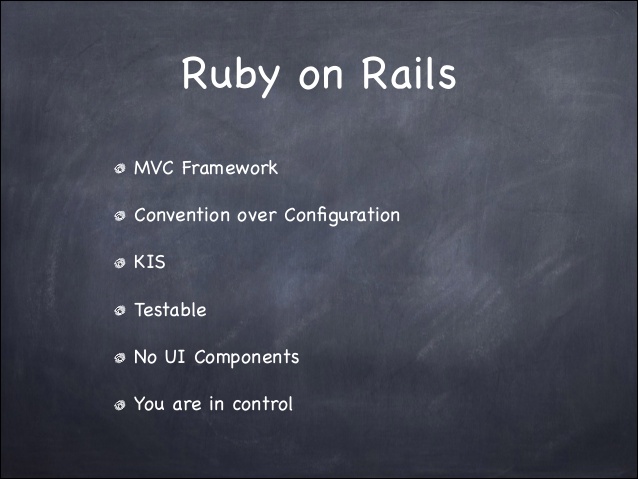 Ruby on Rails
MVC Framework
Convention over Configuration
KIS
Testable
No UI Components
You are in control